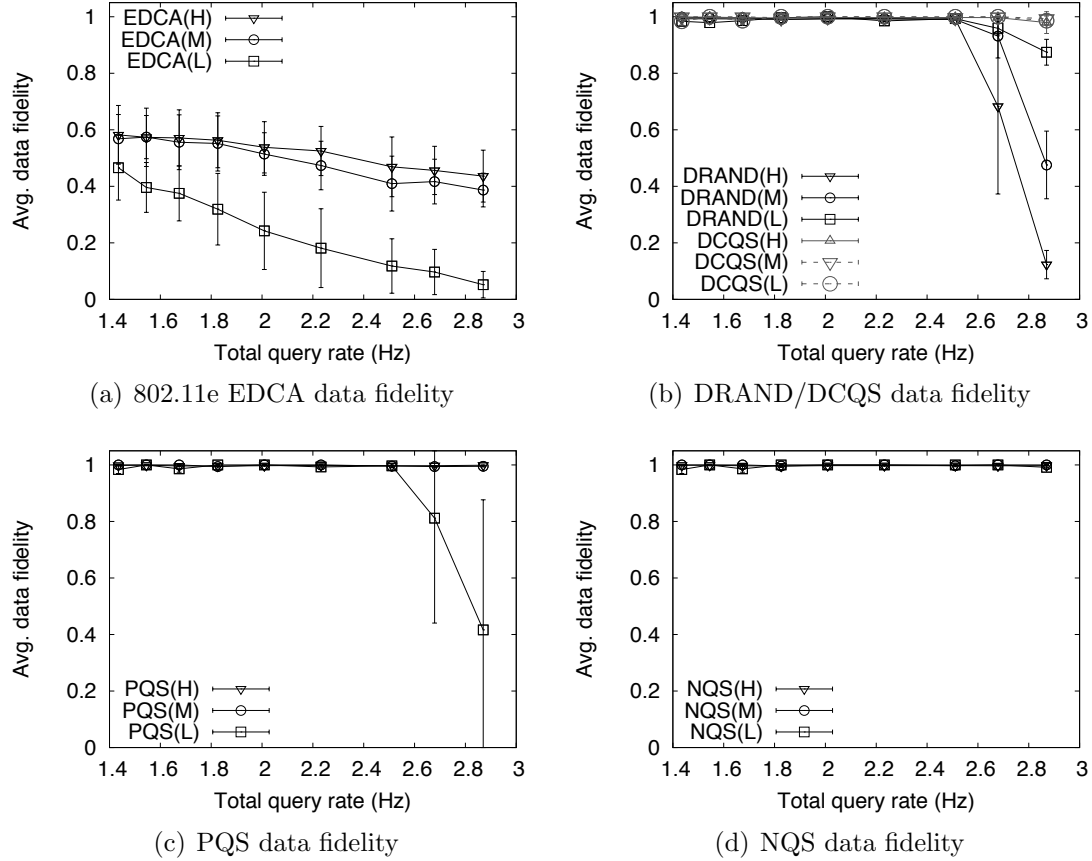 EDCA(H)
EDCA(M)
EDCA(L)
Avg. data fidelity
1
0.8
0.6
0.4
0.2
0
1.4 1.6 1.8 2 2.2 2.4 2.6 2.8 3
Total query rate (Hz)
(a) 802.11e EDCA data fidelity
DRAND(H)
DRAND(M)
DRAND(L)
DCQS(H)
DCQS(M)
DCQS(L)
Avg. data fidelity
1
0.8
0.6
0.4
0.2
0
1.4 1.6 1.8 2 2.2 2.4 2.6 2.8 3
Total query rate (Hz)
(b) DRAND/DCQS data fidelity
PQS(H)
PQS(M)
PQS(L)
Avg. data fidelity
1
0.8
0.6
0.4
0.2
0
1.4 1.6 1.8 2 2.2 2.4 2.6 2.8 3
Total query rate (Hz)
(c) PQS data fidelity
NQS(H)
NQS(M)
NQS(L)
Avg. data fidelity
1
0.8
0.6
0.4
0.2
0
1.4 1.6 1.8 2 2.2 2.4 2.6 2.8 3
Total query rate (Hz)
(d) NQS data fidelity